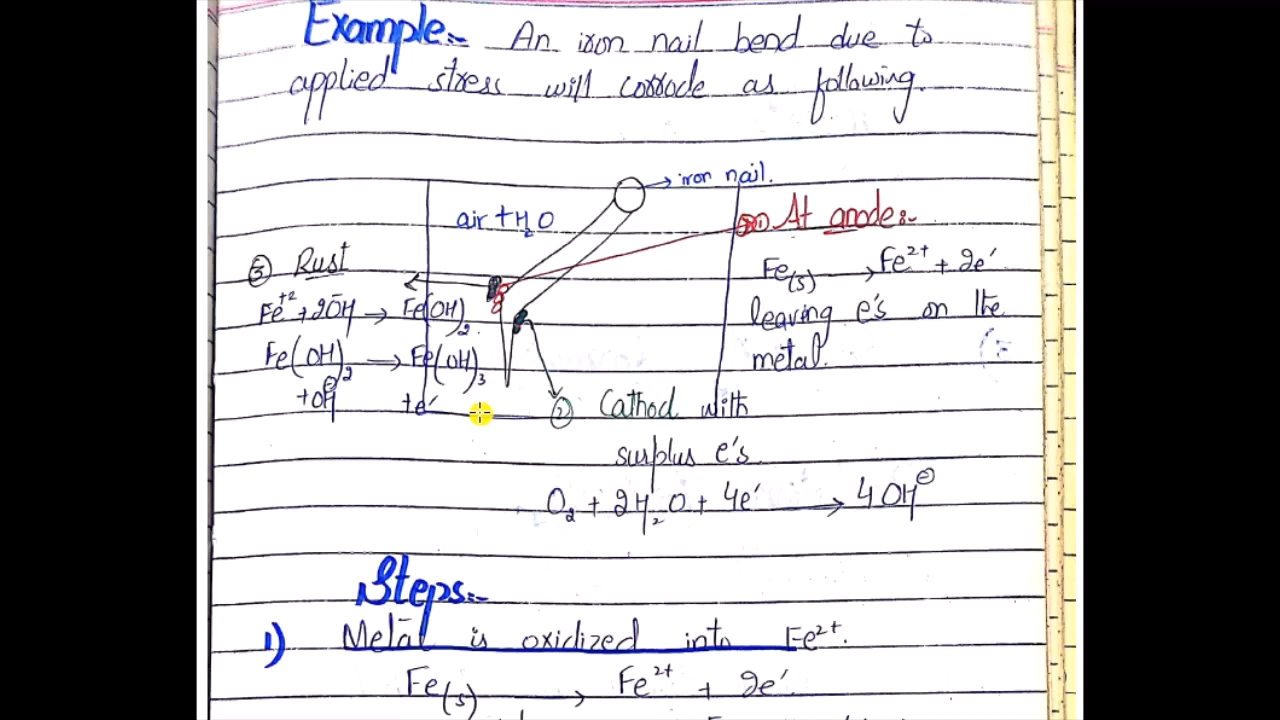 Example:-  An iron nail bend due to
applied stress will corrode as following.
→ iron nail.
air + H₂O
① At anode:-
Fe(s) → Fe²⁺ + 2e⁻
leaving e's on the
metal.
③ Rust
Fe⁺² + 2OH⁻ → Fe(OH)₂.
Fe(OH)₂ → Fe(OH)₃
+OH⁻ +e⁻
② Cathod with
surplus e's
O₂ + 2H₂O + 4e⁻ → 4OH⁻
Steps:-
1) Metal is oxidized into Fe²⁺.
Fe(s) → Fe²⁺ + 2e⁻